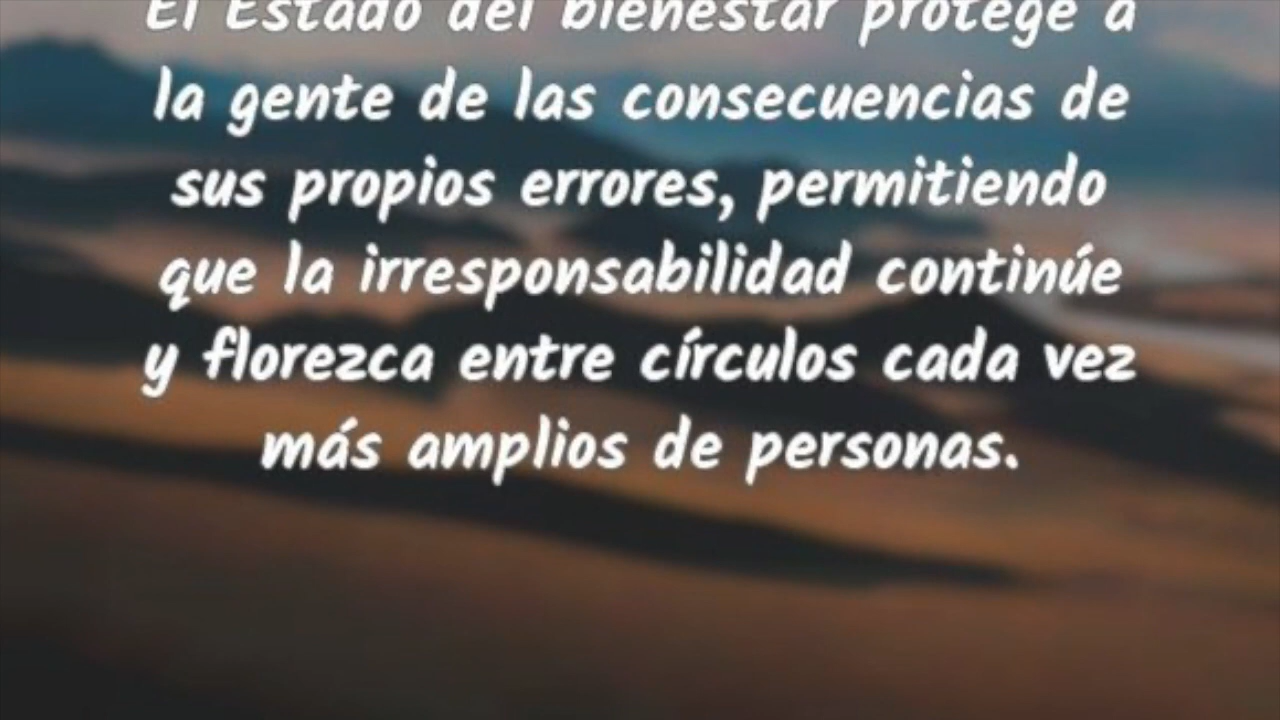 El Estado del bienestar protege a
la gente de las consecuencias de
sus propios errores, permitiendo
que la irresponsabilidad continúe
y florezca entre círculos cada vez
más amplios de personas.